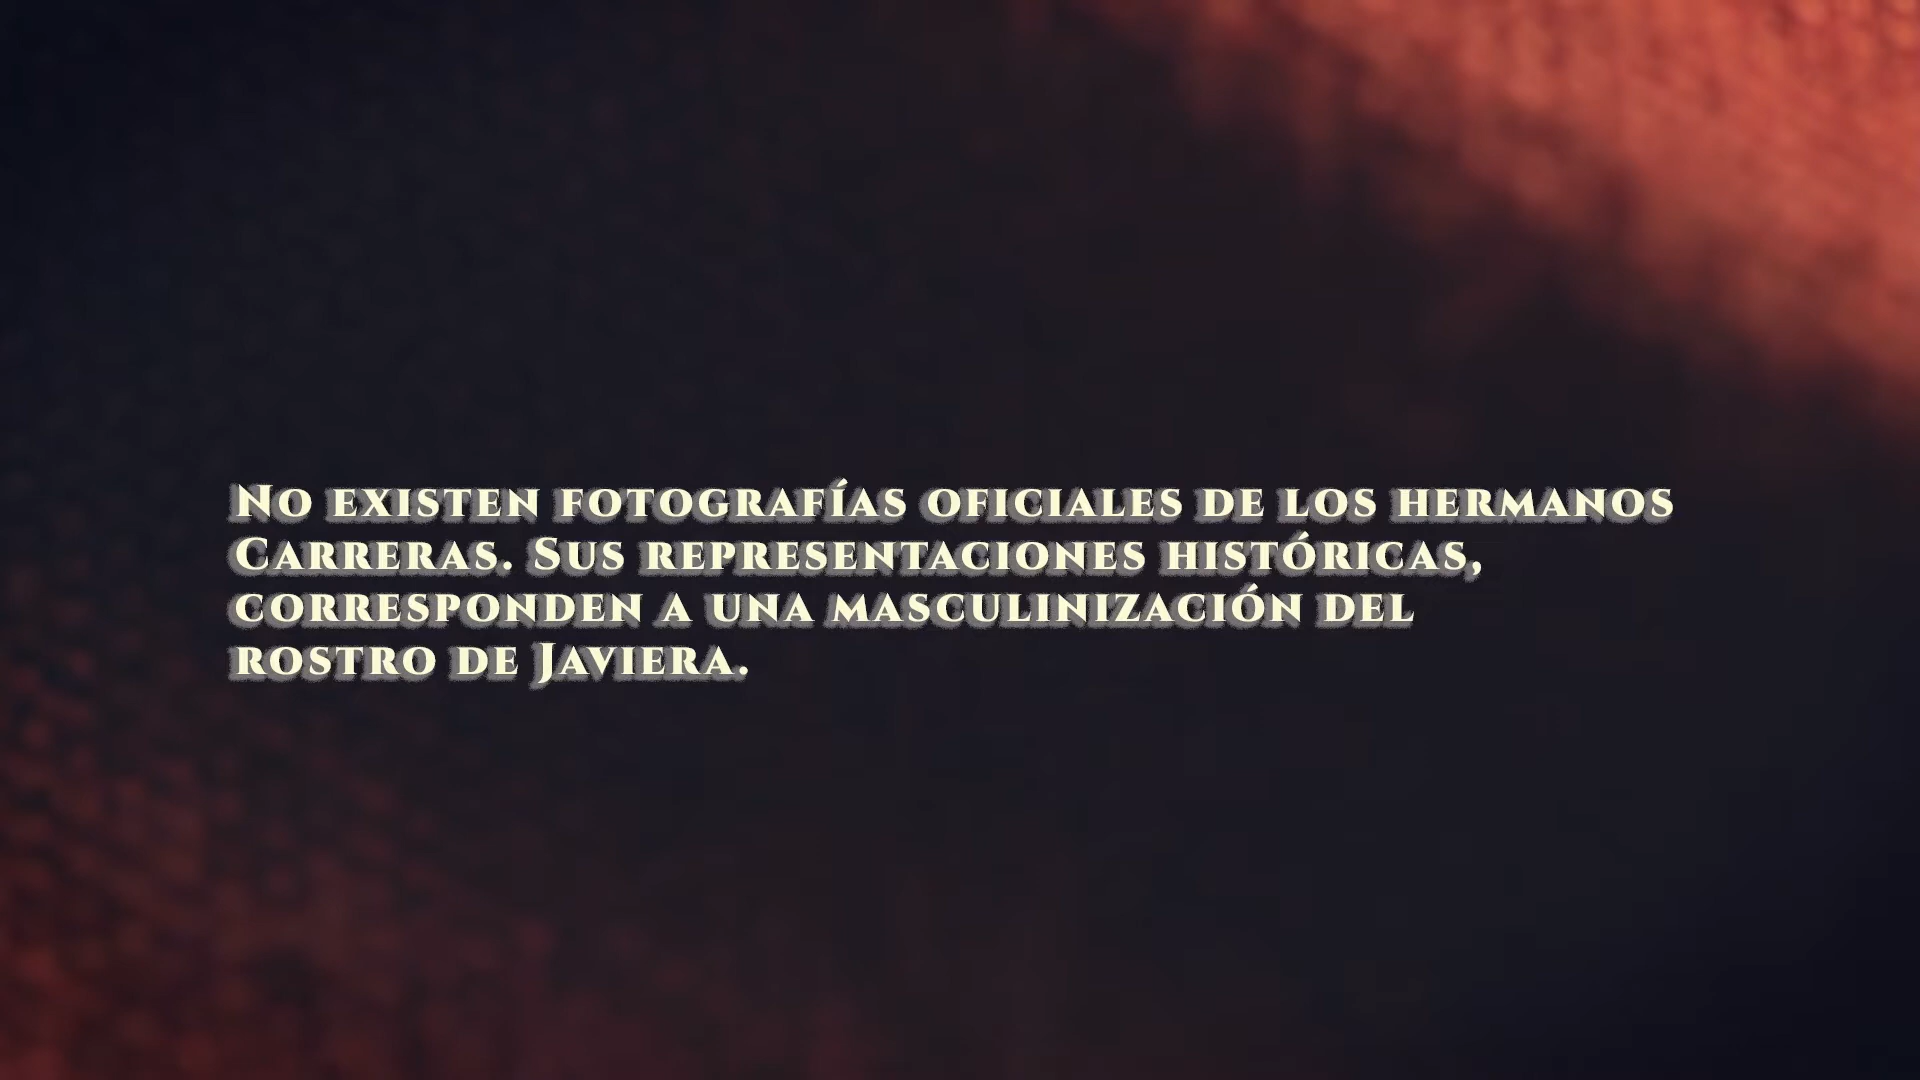 No existen fotografías oficiales de los hermanos
Carreras. Sus representaciones históricas,
corresponden a una masculinización del
rostro de Javiera.